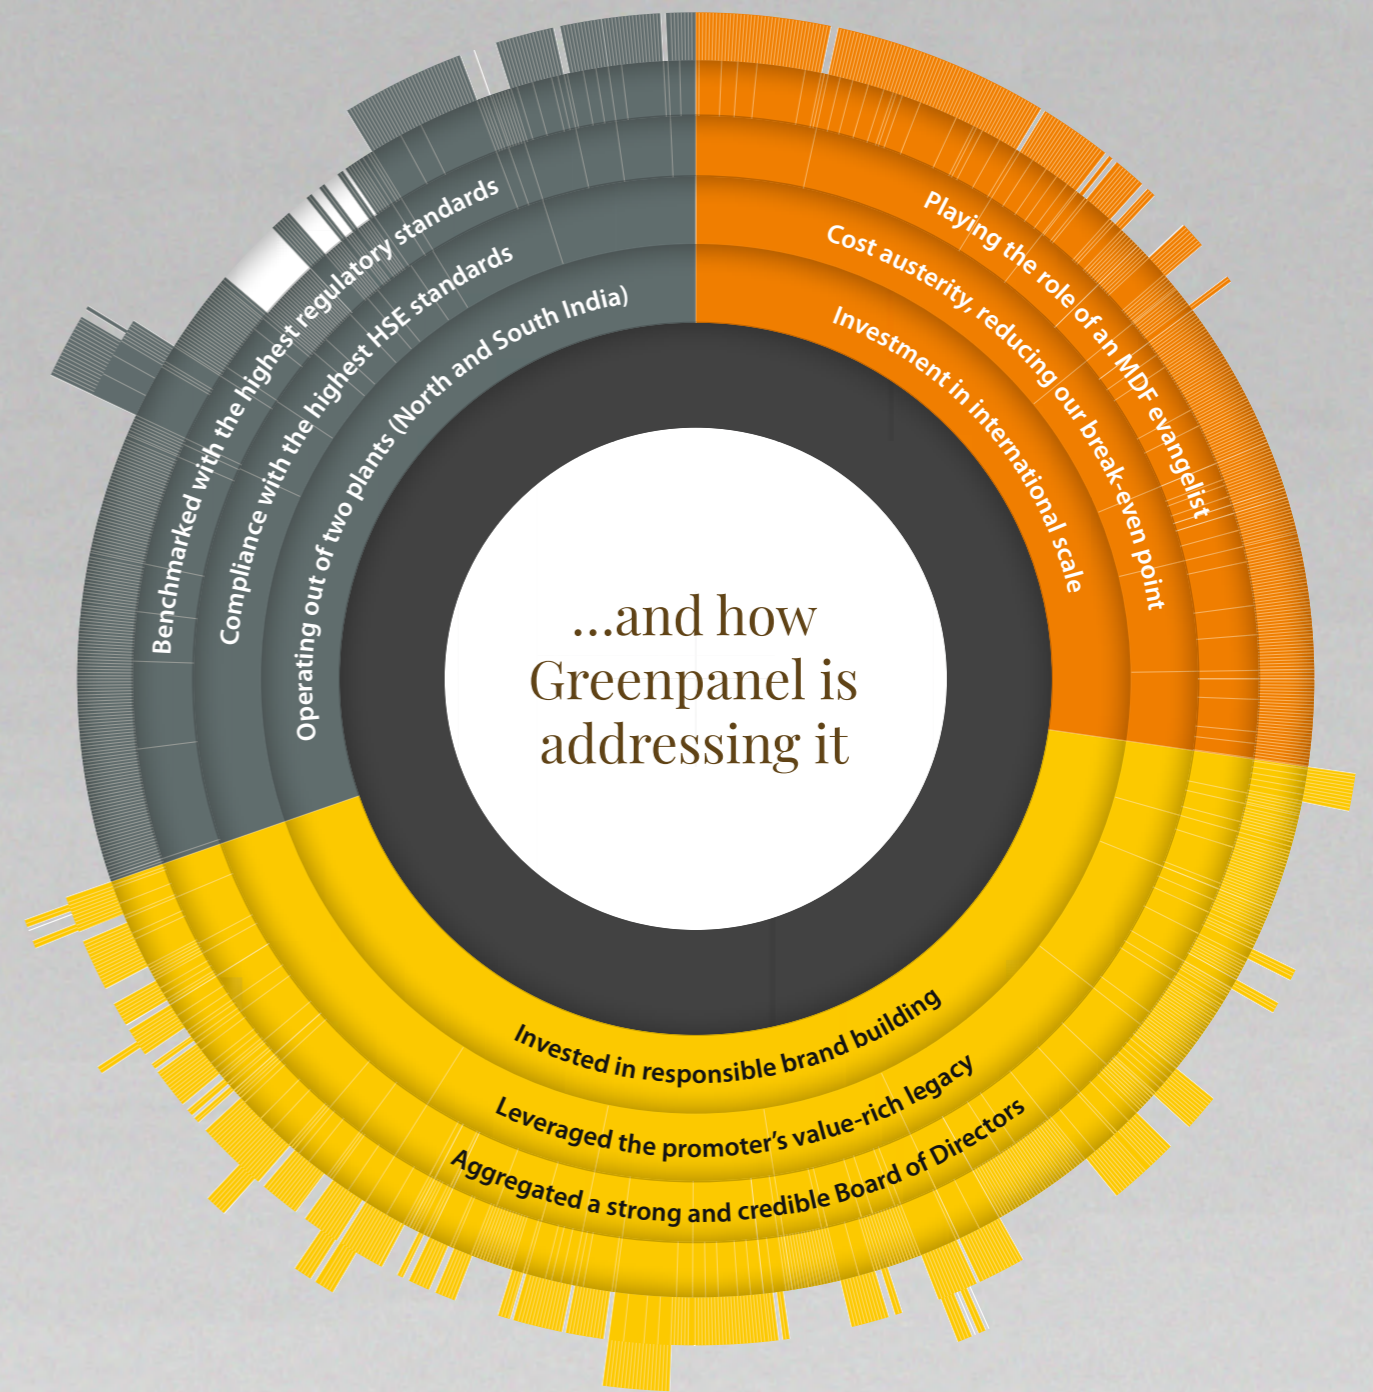 …and how
Greenpanel is
addressing it
Playing the role of an MDF evangelist
Cost austerity, reducing our break-even point
Investment in international scale
Invested in responsible brand building
Leveraged the promoter’s value-rich legacy
Aggregated a strong and credible Board of Directors
Benchmarked with the highest regulatory standards
Compliance with the highest HSE standards
Operating out of two plants (North and South India)